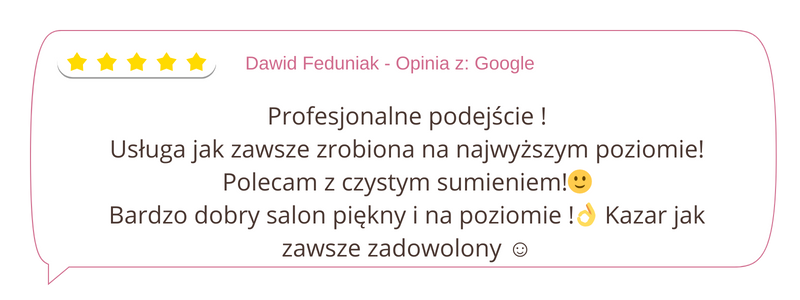 Dawid Feduniak - Opinia z: Google
Profesjonalne podejście !
Usługa jak zawsze zrobiona na najwyższym poziomie!
Polecam z czystym sumieniem!🙂
Bardzo dobry salon piękny i na poziomie !👌 Kazar jak
zawsze zadowolony ☺